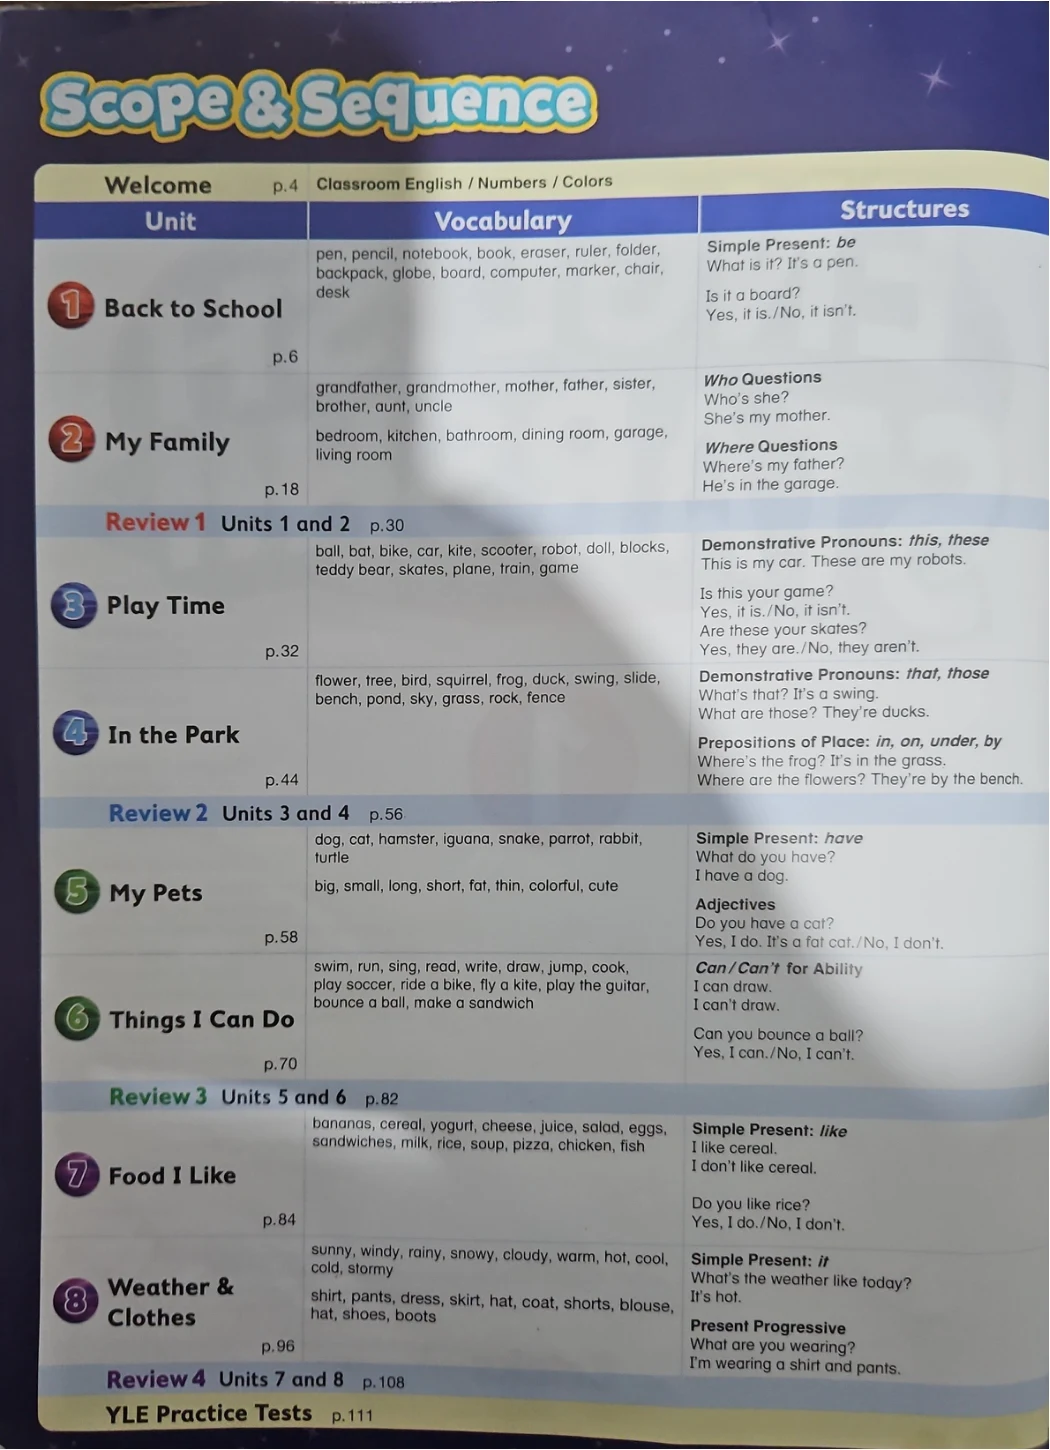 Scope & Sequence
Welcome p.4 Classroom English / Numbers / Colors
Unit Vocabulary Structures
1 Back to School
p.6
pen, pencil, notebook, book, eraser, ruler, folder,
backpack, globe, board, computer, marker, chair,
desk
Simple Present: be
What is it? It's a pen.
Is it a board?
Yes, it is./No, it isn't.
2 My Family
p.18
grandfather, grandmother, mother, father, sister,
brother, aunt, uncle
bedroom, kitchen, bathroom, dining room, garage,
living room
Who Questions
Who's she?
She's my mother.
Where Questions
Where's my father?
He's in the garage.
Review 1 Units 1 and 2 p.30
3 Play Time
p.32
ball, bat, bike, car, kite, scooter, robot, doll, blocks,
teddy bear, skates, plane, train, game
Demonstrative Pronouns: this, these
This is my car. These are my robots.
Is this your game?
Yes, it is./No, it isn't.
Are these your skates?
Yes, they are./No, they aren't.
4 In the Park
p.44
flower, tree, bird, squirrel, frog, duck, swing, slide,
bench, pond, sky, grass, rock, fence
Demonstrative Pronouns: that, those
What's that? It's a swing.
What are those? They're ducks.
Prepositions of Place: in, on, under, by
Where's the frog? It's in the grass.
Where are the flowers? They're by the bench.
Review 2 Units 3 and 4 p.56
5 My Pets
p.58
dog, cat, hamster, iguana, snake, parrot, rabbit,
turtle
big, small, long, short, fat, thin, colorful, cute
Simple Present: have
What do you have?
I have a dog.
Adjectives
Do you have a cat?
Yes, I do. It's a fat cat./No, I don't.
6 Things I Can Do
p.70
swim, run, sing, read, write, draw, jump, cook,
play soccer, ride a bike, fly a kite, play the guitar,
bounce a ball, make a sandwich
Can/Can't for Ability
I can draw.
I can't draw.
Can you bounce a ball?
Yes, I can./No, I can't.
Review 3 Units 5 and 6 p.82
7 Food I Like
p.84
bananas, cereal, yogurt, cheese, juice, salad, eggs,
sandwiches, milk, rice, soup, pizza, chicken, fish
Simple Present: like
I like cereal.
I don't like cereal.
Do you like rice?
Yes, I do./No, I don't.
8 Weather &
Clothes
p.96
sunny, windy, rainy, snowy, cloudy, warm, hot, cool,
cold, stormy
shirt, pants, dress, skirt, hat, coat, shorts, blouse,
hat, shoes, boots
Simple Present: it
What's the weather like today?
It's hot.
Present Progressive
What are you wearing?
I'm wearing a shirt and pants.
Review 4 Units 7 and 8 p.108
YLE Practice Tests p.111